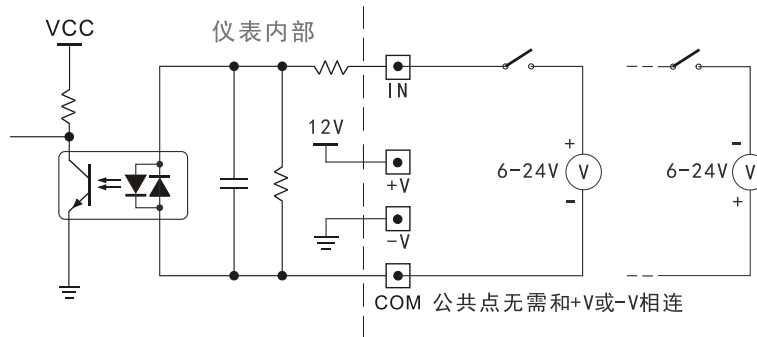 VCC
仪表内部
IN
12V
+V
-V
COM 公共点无需和+V或-V相连
+
6-24V V
-
-
6-24V V
+